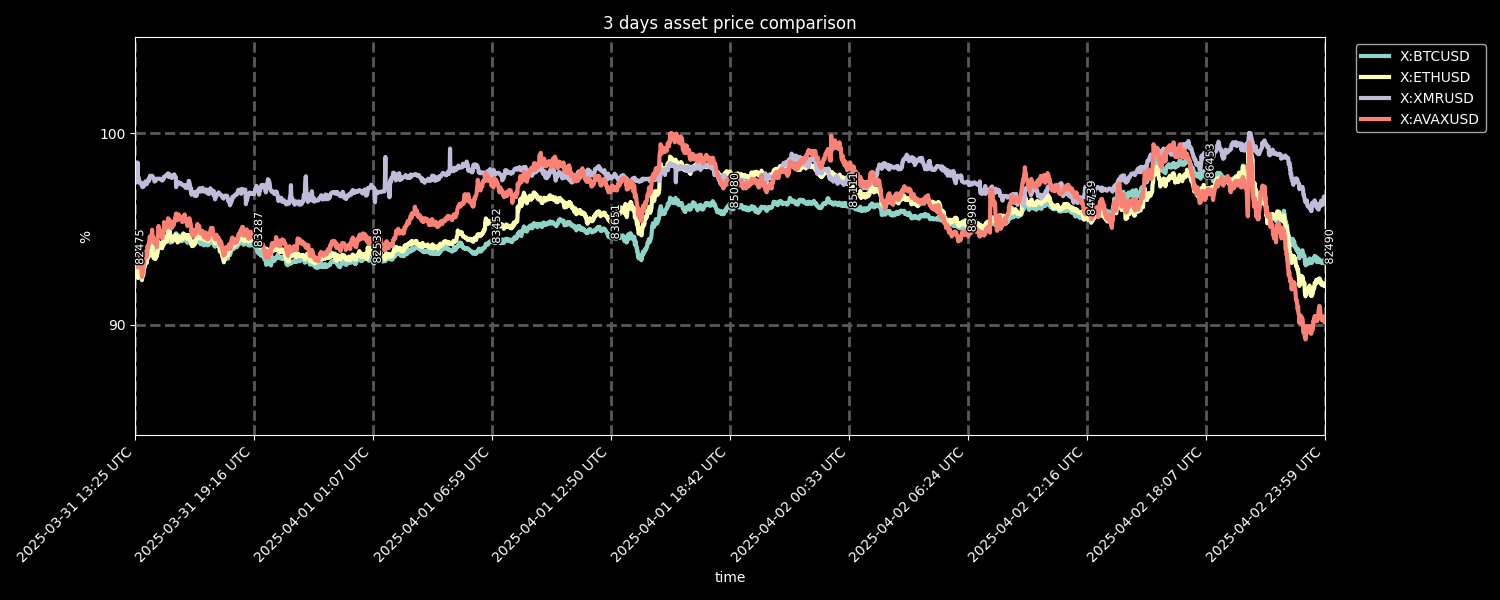 3 days asset price comparison
X:BTCUSD
X:ETHUSD
X:XMRUSD
X:AVAXUSD
100
90
%
82475
83287
82539
83452
83651
85080
85111
83980
84739
86453
82490
2025-03-31 13:25 UTC
2025-03-31 19:16 UTC
2025-04-01 01:07 UTC
2025-04-01 06:59 UTC
2025-04-01 12:50 UTC
2025-04-01 18:42 UTC
2025-04-02 00:33 UTC
2025-04-02 06:24 UTC
2025-04-02 12:16 UTC
2025-04-02 18:07 UTC
2025-04-02 23:59 UTC
time